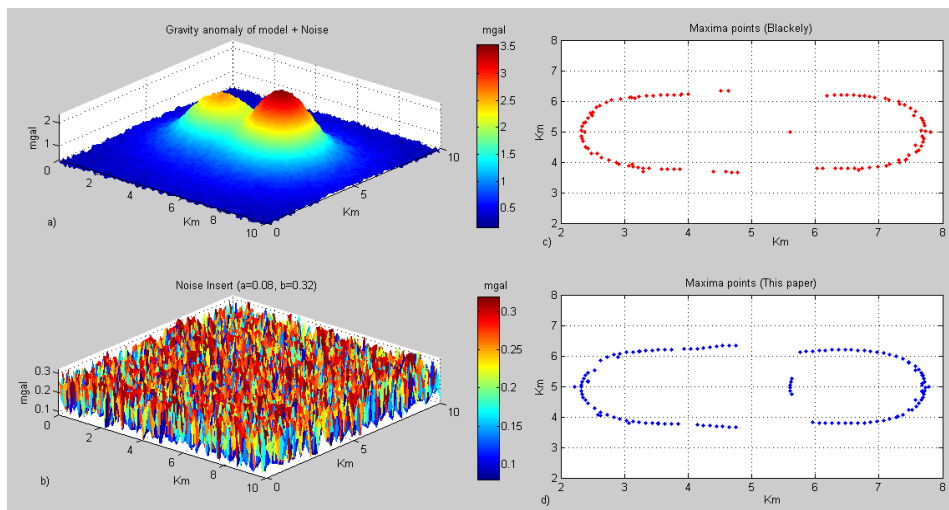 Gravity anomaly of model + Noise
mgal
3.5
3
2.5
2
1.5
1
0.5
mgal
2
1
0
2
4
6
8
10
Km
0
5
10
Km
a)
Maxima points (Blackely)
Km
8
7
6
5
4
3
2
2 3 4 5 6 7 8
c)
Km
Noise Insert (a=0.08, b=0.32)
mgal
0.3
0.25
0.2
0.15
0.1
mgal
0.3
0.2
0.1
0
2
4
6
8
10
Km
0
5
10
Km
b)
Maxima points (This paper)
Km
8
7
6
5
4
3
2
2 3 4 5 6 7 8
d)
Km